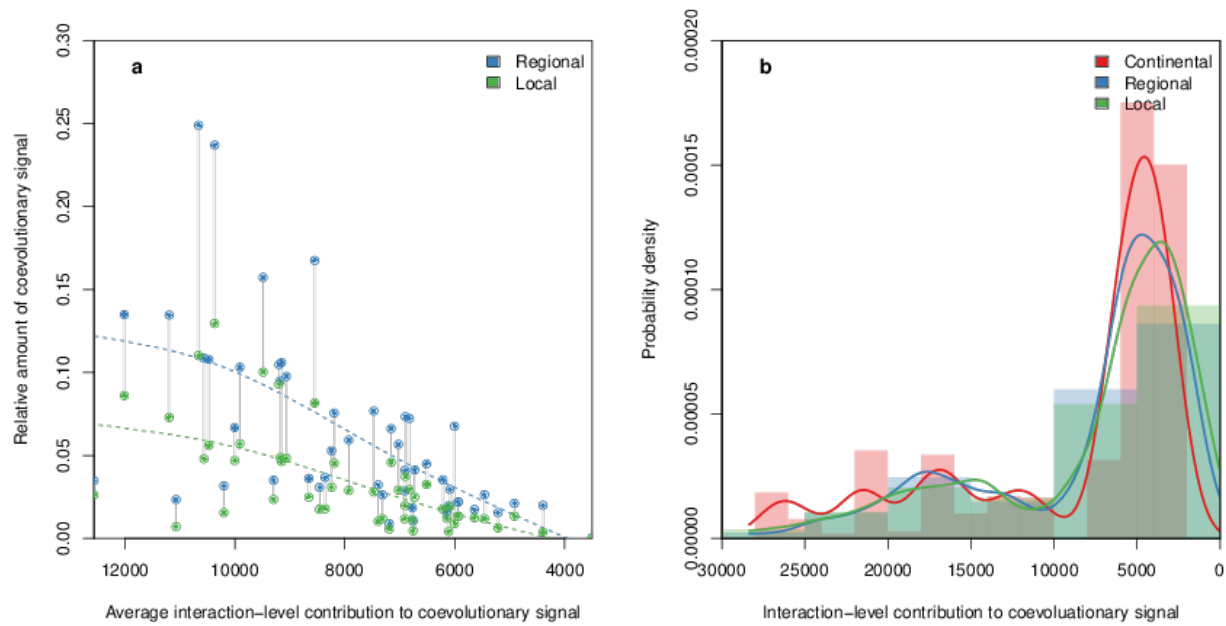 a
Regional
Local
0.30
0.25
0.20
0.15
0.10
0.05
0.00
Relative amount of coevolutionary signal
12000 10000 8000 6000 4000
Average interaction−level contribution to coevolutionary signal
b
Continental
Regional
Local
0.00020
0.00015
0.00010
0.00005
0.00000
Probability density
30000 25000 20000 15000 10000 5000 0
Interaction−level contribution to coevoluationary signal